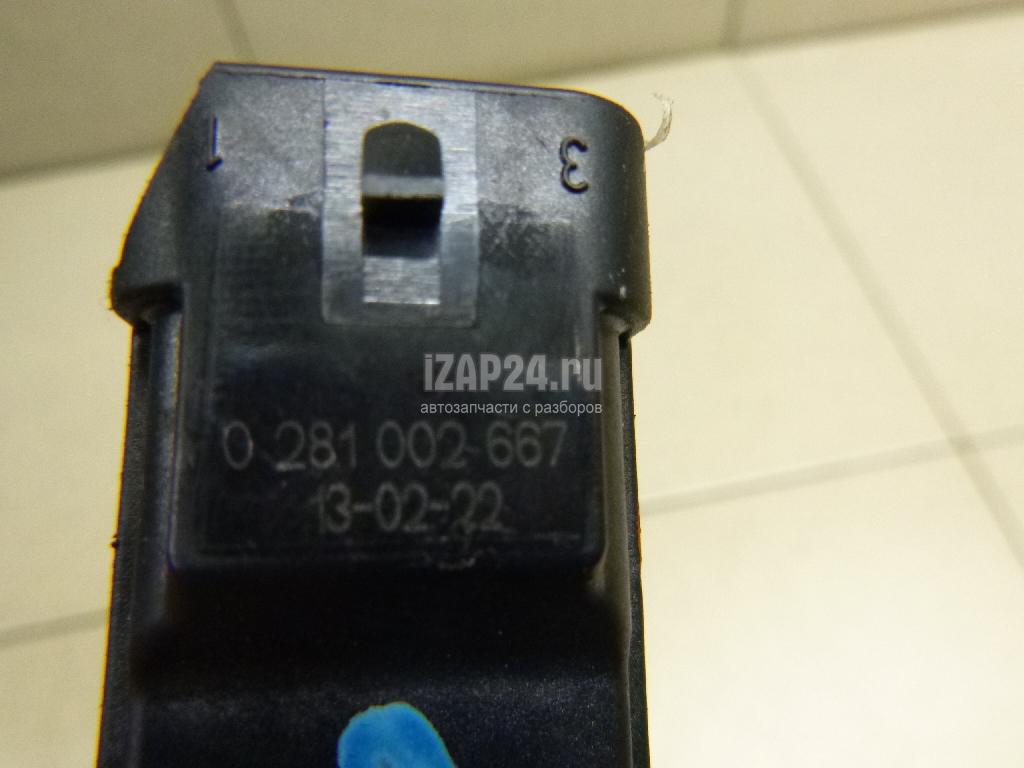 1 3
iZAP24.ru
автозапчасти с разборов
0 281 002 667
13-02-22